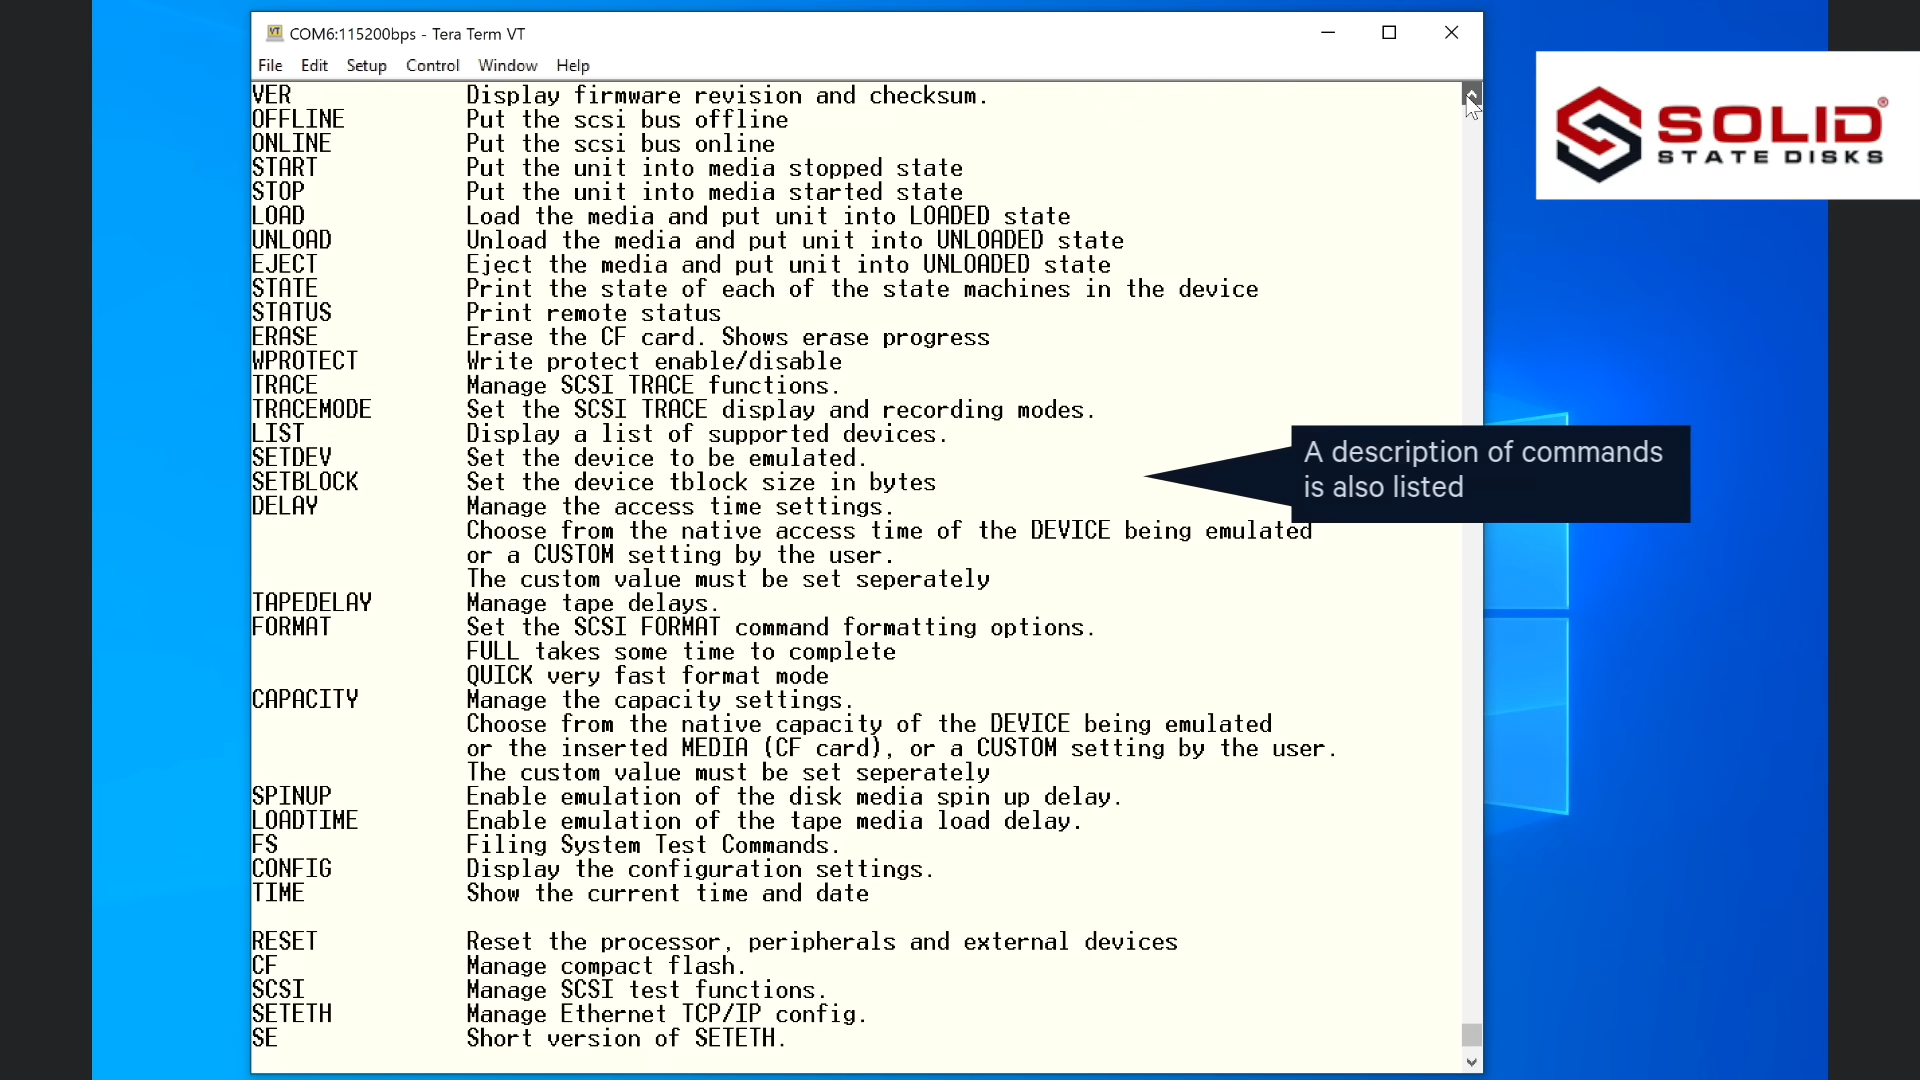 COM6:115200bps - Tera Term VT
File Edit Setup Control Window Help
VER Display firmware revision and checksum.
OFFLINE Put the scsi bus offline
ONLINE Put the scsi bus online
START Put the unit into media stopped state
STOP Put the unit into media started state
LOAD Load the media and put unit into LOADED state
UNLOAD Unload the media and put unit into UNLOADED state
EJECT Eject the media and put unit into UNLOADED state
STATE Print the state of each of the state machines in the device
STATUS Print remote status
ERASE Erase the CF card. Shows erase progress
WPROTECT Write protect enable/disable
TRACE Manage SCSI TRACE functions.
TRACEMODE Set the SCSI TRACE display and recording modes.
LIST Display a list of supported devices.
SETDEV Set the device to be emulated.
SETBLOCK Set the device tblock size in bytes
DELAY Manage the access time settings.
Choose from the native access time of the DEVICE being emulated
or a CUSTOM setting by the user.
The custom value must be set seperately
TAPEDELAY Manage tape delays.
FORMAT Set the SCSI FORMAT command formatting options.
FULL takes some time to complete
QUICK very fast format mode
CAPACITY Manage the capacity settings.
Choose from the native capacity of the DEVICE being emulated
or the inserted MEDIA (CF card), or a CUSTOM setting by the user.
The custom value must be set seperately
SPINUP Enable emulation of the disk media spin up delay.
LOADTIME Enable emulation of the tape media load delay.
FS Filing System Test Commands.
CONFIG Display the configuration settings.
TIME Show the current time and date
RESET Reset the processor, peripherals and external devices
CF Manage compact flash.
SCSI Manage SCSI test functions.
SETETH Manage Ethernet TCP/IP config.
SE Short version of SETETH.
A description of commands
is also listed
SOLID®
STATE DISKS